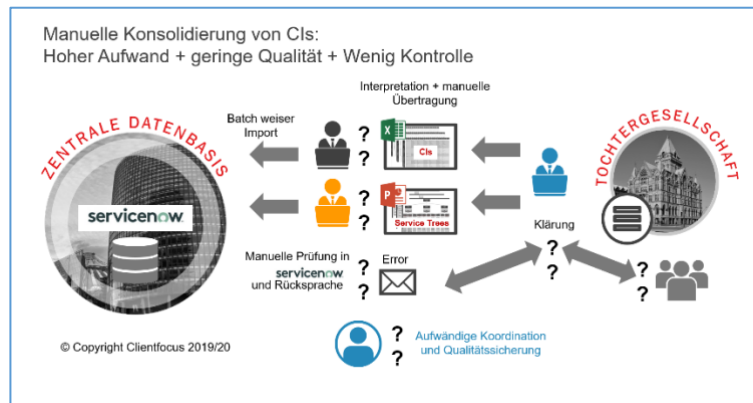 Manuelle Konsolidierung von CIs:
Hoher Aufwand + geringe Qualität + Wenig Kontrolle
Interpretation + manuelle
Übertragung
Batch weiser
Import
ZENTRALE DATENBASIS
servicenow
?
?
X
CIs
?
?
P
Service Trees
TOCHTERGESELLSCHAFT
Klärung
?
?
?
?
Manuelle Prüfung in
servicenow
und Rücksprache
?
?
Error
© Copyright Clientfocus 2019/20
?
?
Aufwändige Koordination
und Qualitätssicherung